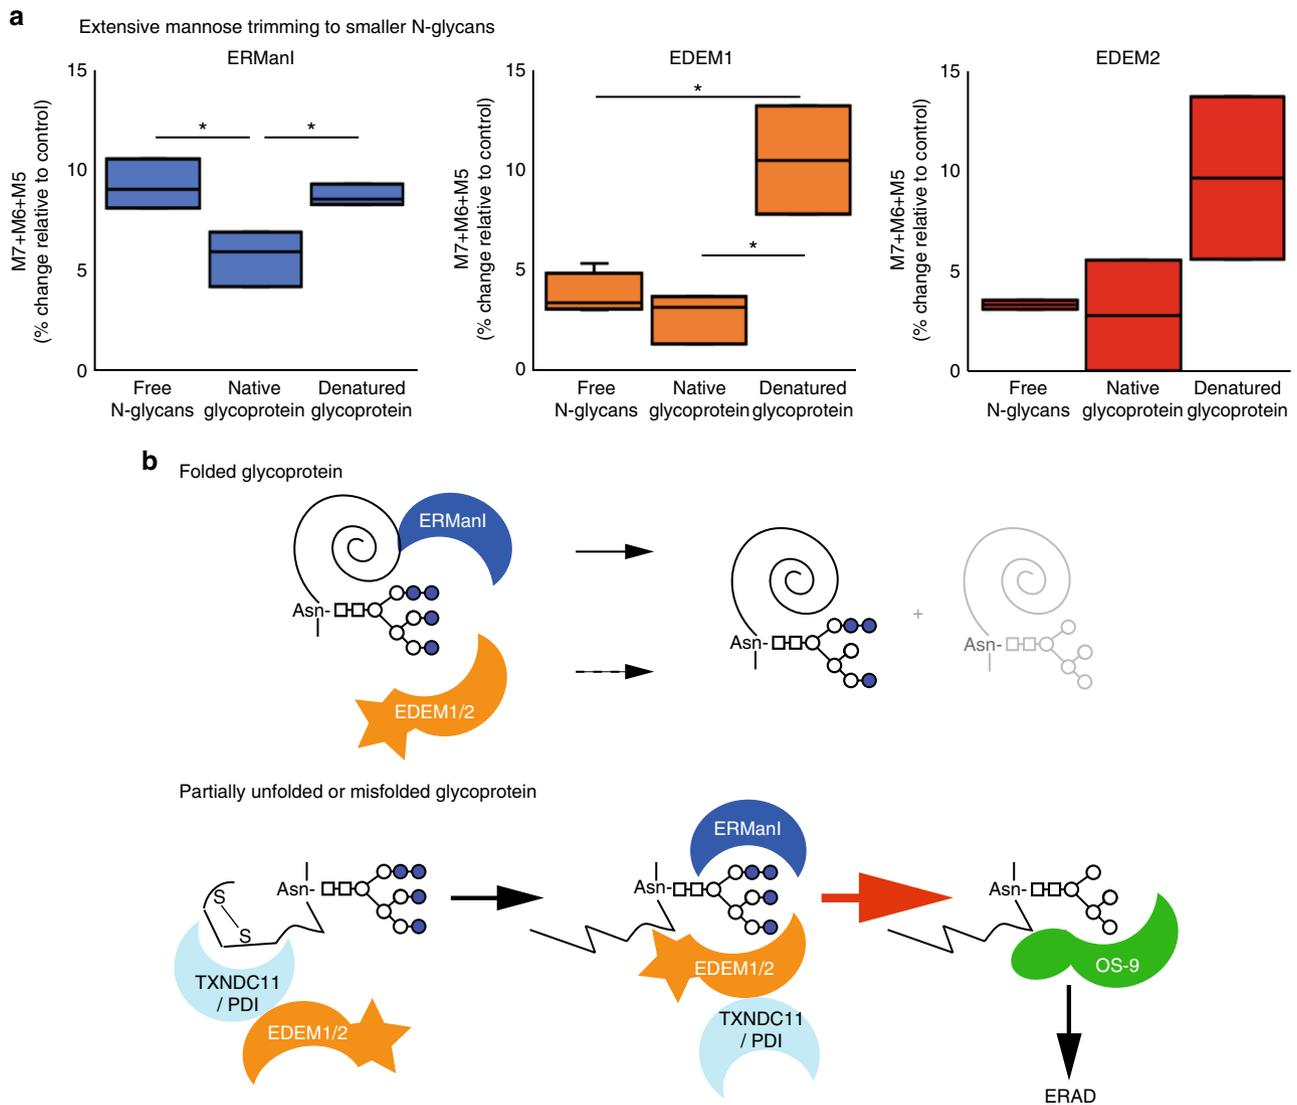 a
Extensive mannose trimming to smaller N-glycans
ERManI
M7+M6+M5
(% change relative to control)
15
10
5
0
*
*
Free
N-glycans
Native
glycoprotein
Denatured
glycoprotein
EDEM1
M7+M6+M5
(% change relative to control)
15
10
5
0
*
*
Free
N-glycans
Native
glycoprotein
Denatured
glycoprotein
EDEM2
M7+M6+M5
(% change relative to control)
15
10
5
0
Free
N-glycans
Native
glycoprotein
Denatured
glycoprotein
b
Folded glycoprotein
ERManI
Asn-
EDEM1/2
Asn-
+
Asn-
Partially unfolded or misfolded glycoprotein
S
S
Asn-
TXNDC11
/ PDI
EDEM1/2
ERManI
Asn-
EDEM1/2
TXNDC11
/ PDI
Asn-
OS-9
ERAD